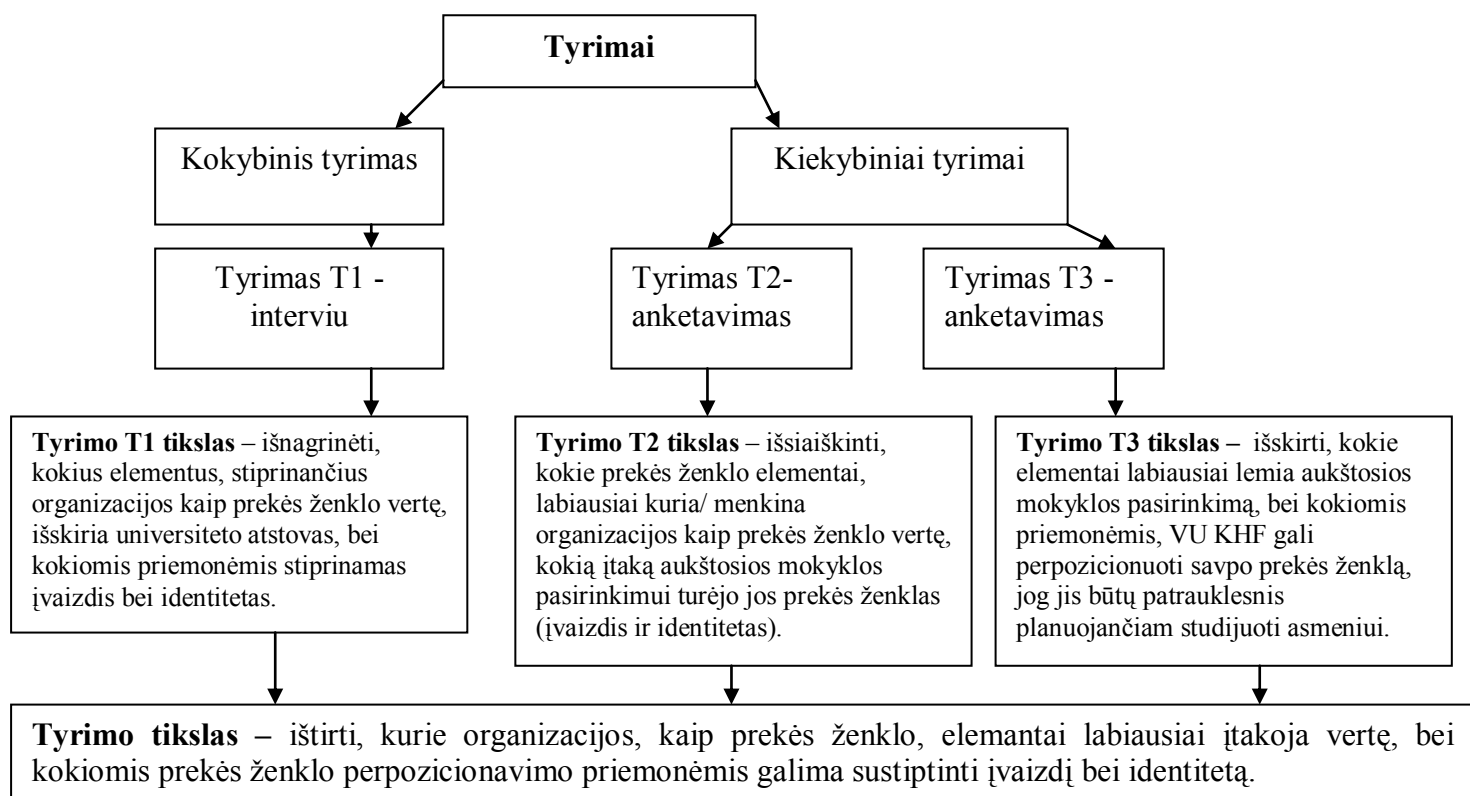 Tyrimai
Kokybinis tyrimas
Kiekybiniai tyrimai
Tyrimas T1 -
interviu
Tyrimas T2-
anketavimas
Tyrimas T3 -
anketavimas
Tyrimo T1 tikslas – išnagrinėti,
kokius elementus, stiprinančius
organizacijos kaip prekės ženklo vertę,
išskiria universiteto atstovas, bei
kokiomis priemonėmis stiprinamas
įvaizdis bei identitetas.
Tyrimo T2 tikslas – išsiaiškinti,
kokie prekės ženklo elementai,
labiausiai kuria/ menkina
organizacijos kaip prekės ženklo vertę,
kokią įtaką aukštosios mokyklos
pasirinkimui turėjo jos prekės ženklas
(įvaizdis ir identitetas).
Tyrimo T3 tikslas – išskirti, kokie
elementai labiausiai lemia aukštosios
mokyklos pasirinkimą, bei kokiomis
priemonėmis, VU KHF gali
perpozicionuoti savpo prekės ženklą,
jog jis būtų patrauklesnis
planuojančiam studijuoti asmeniui.
Tyrimo tikslas – ištirti, kurie organizacijos, kaip prekės ženklo, elemantai labiausiai įtakoja vertę, bei
kokiomis prekės ženklo perpozicionavimo priemonėmis galima sustiptinti įvaizdį bei identitetą.